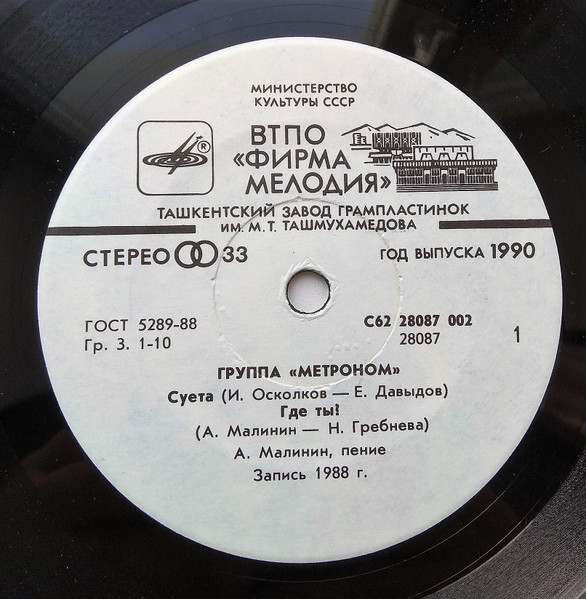 МИНИСТЕРСТВО
КУЛЬТУРЫ СССР
ВТПО
«ФИРМА
МЕЛОДИЯ»
®
ТАШКЕНТСКИЙ ЗАВОД ГРАМПЛАСТИНОК
ИМ. М. Т. ТАШМУХАМЕДОВА
СТЕРЕО 33
ГОД ВЫПУСКА 1990
ГОСТ 5289-88
Гр. 3. 1-10
С62 28087 002
28087
1
ГРУППА «МЕТРОНОМ»
Суета (И. Осколков — Е. Давыдов)
Где ты!
(А. Малинин — Н. Гребнева)
А. Малинин, пение
Запись 1988 г.